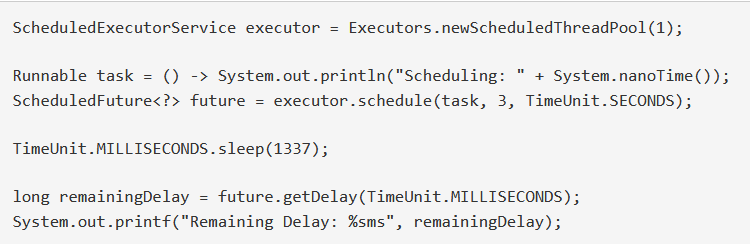 ScheduledExecutorService executor = Executors.newScheduledThreadPool(1);
Runnable task = () -> System.out.println("Scheduling: " + System.nanoTime());
ScheduledFuture<?> future = executor.schedule(task, 3, TimeUnit.SECONDS);
TimeUnit.MILLISECONDS.sleep(1337);
long remainingDelay = future.getDelay(TimeUnit.MILLISECONDS);
System.out.printf("Remaining Delay: %sms", remainingDelay);